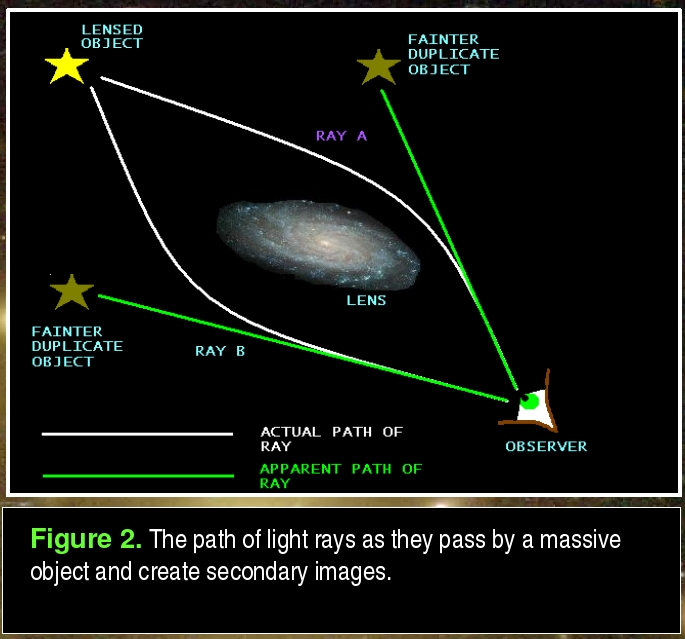 LENSED
OBJECT
FAINTER
DUPLICATE
OBJECT
RAY A
LENS
FAINTER
DUPLICATE
OBJECT
RAY B
OBSERVER
ACTUAL PATH OF
RAY
APPARENT PATH OF
RAY
Figure 2. The path of light rays as they pass by a massive
object and create secondary images.